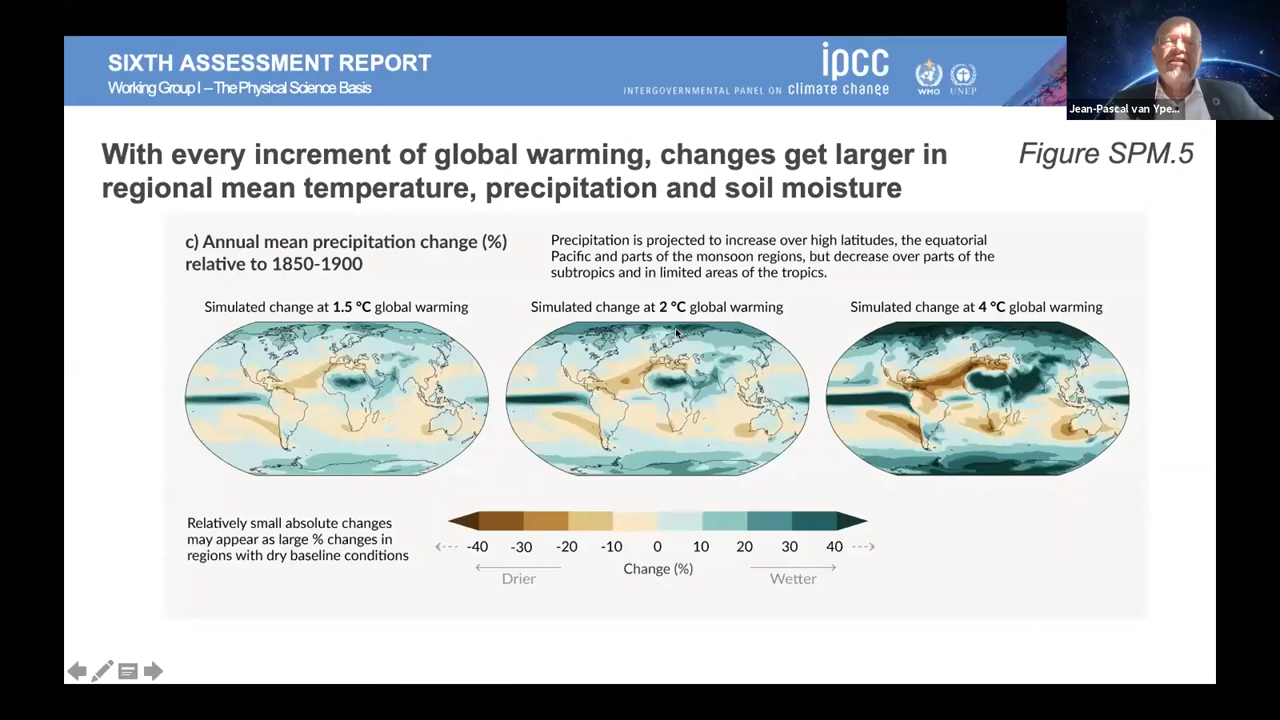 SIXTH ASSESSMENT REPORT
Working Group I – The Physical Science Basis
ipcc
INTERGOVERNMENTAL PANEL ON climate change
WMO
UNEP
Jean-Pascal van Ype...
With every increment of global warming, changes get larger in
regional mean temperature, precipitation and soil moisture
Figure SPM.5
c) Annual mean precipitation change (%)
relative to 1850-1900
Precipitation is projected to increase over high latitudes, the equatorial
Pacific and parts of the monsoon regions, but decrease over parts of the
subtropics and in limited areas of the tropics.
Simulated change at 1.5 °C global warming
Simulated change at 2 °C global warming
Simulated change at 4 °C global warming
Relatively small absolute changes
may appear as large % changes in
regions with dry baseline conditions
-40 -30 -20 -10 0 10 20 30 40
Change (%)
Drier
Wetter